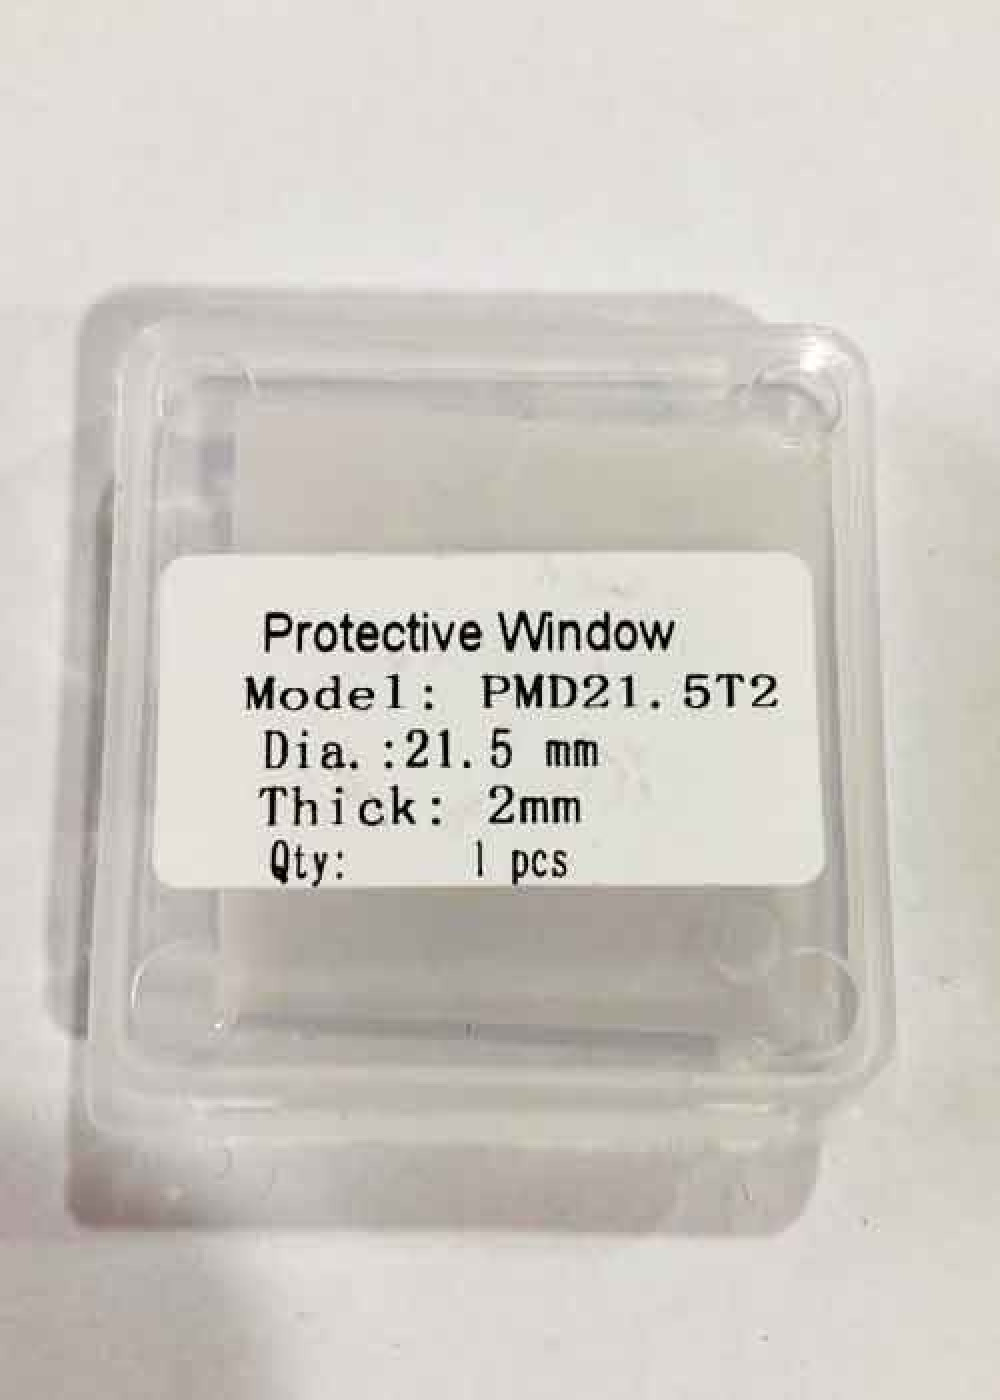 Protective Window
Model: PMD21.5T2
Dia.:21.5 mm
Thick: 2mm
Qty: 1 pcs